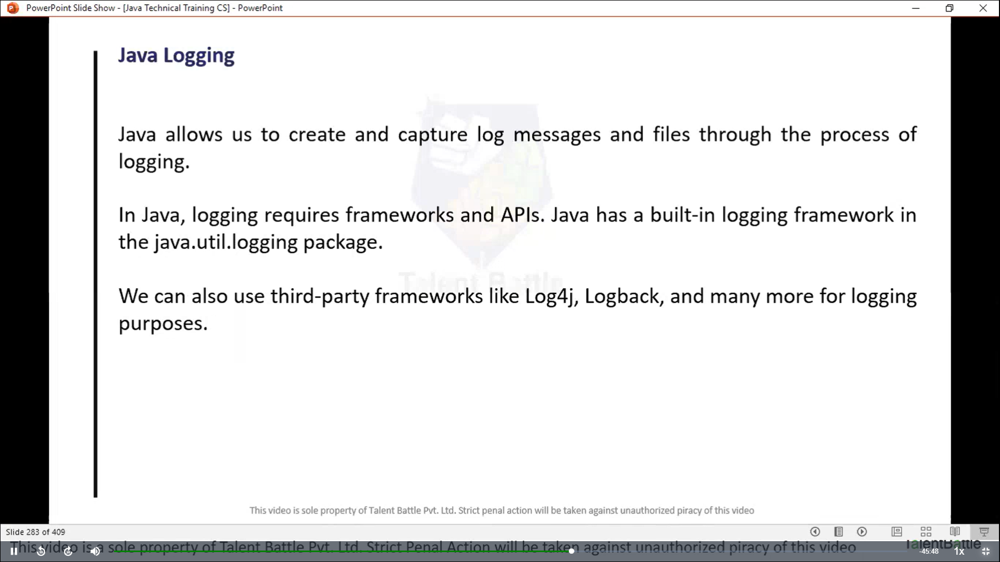 PowerPoint Slide Show - [Java Technical Training CS] - PowerPoint
Java Logging
Java allows us to create and capture log messages and files through the process of
logging.
In Java, logging requires frameworks and APIs. Java has a built-in logging framework in
the java.util.logging package.
Talent Battle
We can also use third-party frameworks like Log4j, Logback, and many more for logging
purposes.
This video is sole property of Talent Battle Pvt. Ltd. Strict penal action will be taken against unauthorized piracy of this video
Slide 283 of 409
This video is a sole property of Talent Battle Pvt. Ltd. Strict Penal Action will be taken against unauthorized piracy of this video
TalentBattle
-45:48
1x